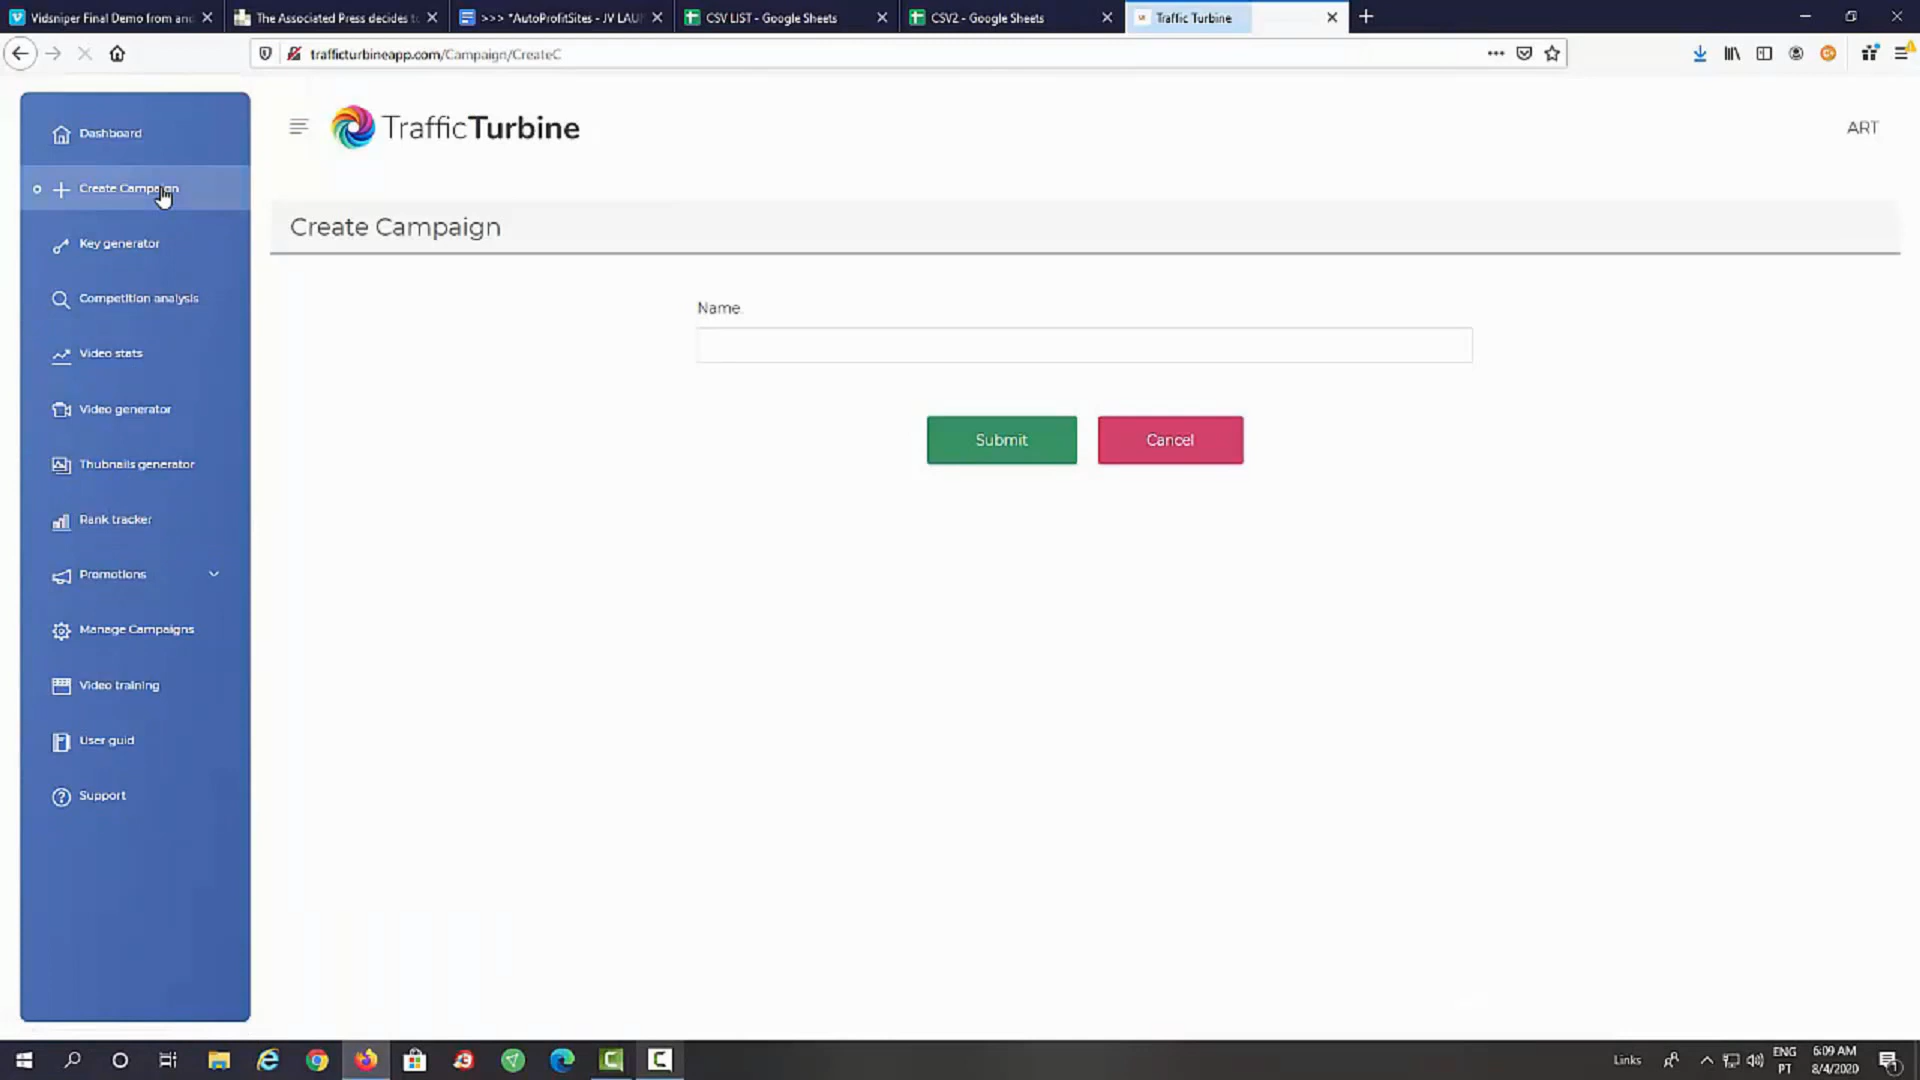 Vidsniper Final Demo from and
The Associated Press decides to
>>> *AutoProfitSites - JV LAU
CSV LIST - Google Sheets
CSV2 - Google Sheets
Traffic Turbine
trafficturbineapp.com/Campaign/CreateC
TrafficTurbine
ART
Dashboard
Create Campaign
Key generator
Competition analysis
Video stats
Video generator
Thubnails generator
Rank tracker
Promotions
Manage Campaigns
Video training
User guid
Support
Create Campaign
Name
Submit
Cancel
Links
ENG
PT
6:09 AM
8/4/2020